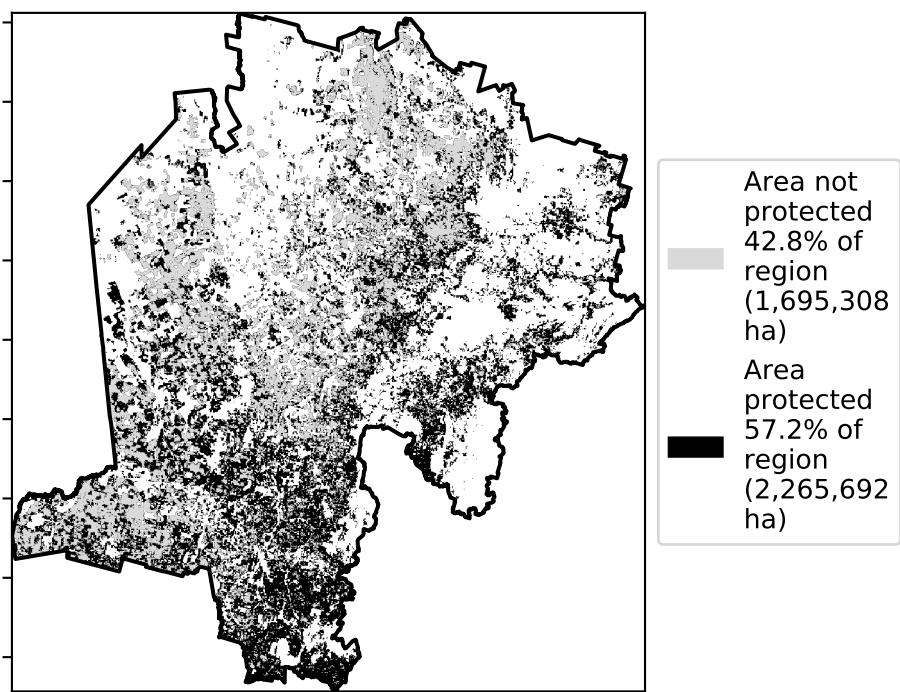 Area not
protected
42.8% of
region
(1,695,308
ha)
Area
protected
57.2% of
region
(2,265,692
ha)